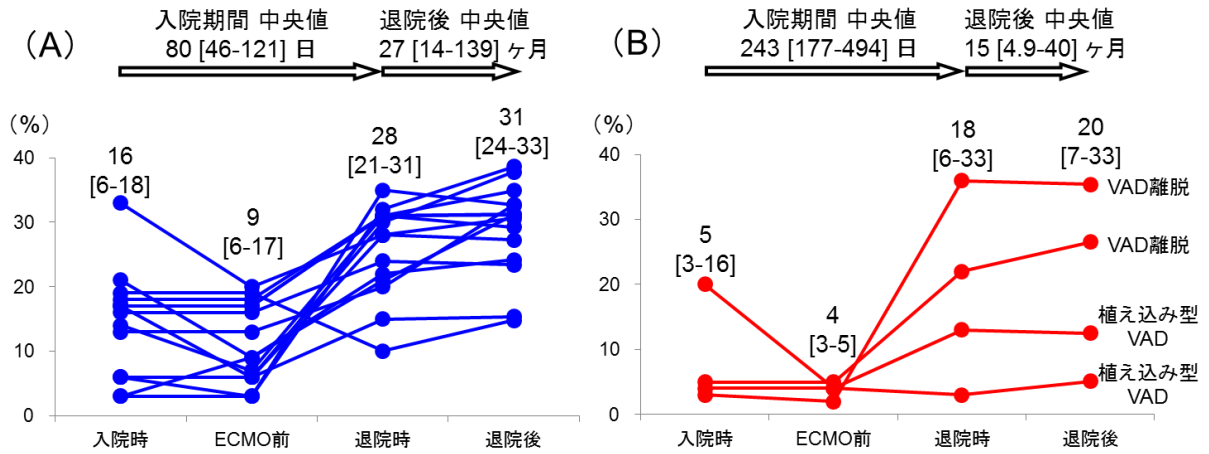 (A)
入院期間 中央値
80 [46-121] 日
退院後 中央値
27 [14-139] ヶ月
(%)
40
30
20
10
0
16
[6-18]
9
[6-17]
28
[21-31]
31
[24-33]
入院時
ECMO前
退院時
退院後
(B)
入院期間 中央値
243 [177-494] 日
退院後 中央値
15 [4.9-40] ヶ月
(%)
40
30
20
10
0
5
[3-16]
4
[3-5]
18
[6-33]
20
[7-33]
VAD離脱
VAD離脱
植え込み型
VAD
植え込み型
VAD
入院時
ECMO前
退院時
退院後